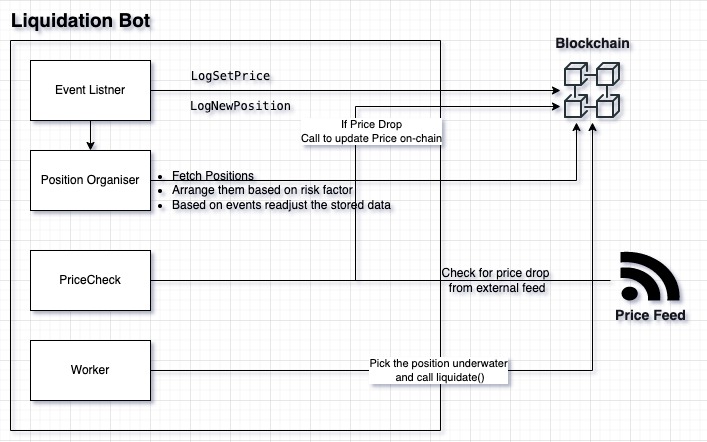 Liquidation Bot
Blockchain
Event Listner
LogSetPrice
LogNewPosition
If Price Drop
Call to update Price on-chain
Position Organiser
• Fetch Positions
• Arrange them based on risk factor
• Based on events readjust the stored data
PriceCheck
Check for price drop
from external feed
Price Feed
Worker
Pick the position underwater
and call liquidate()